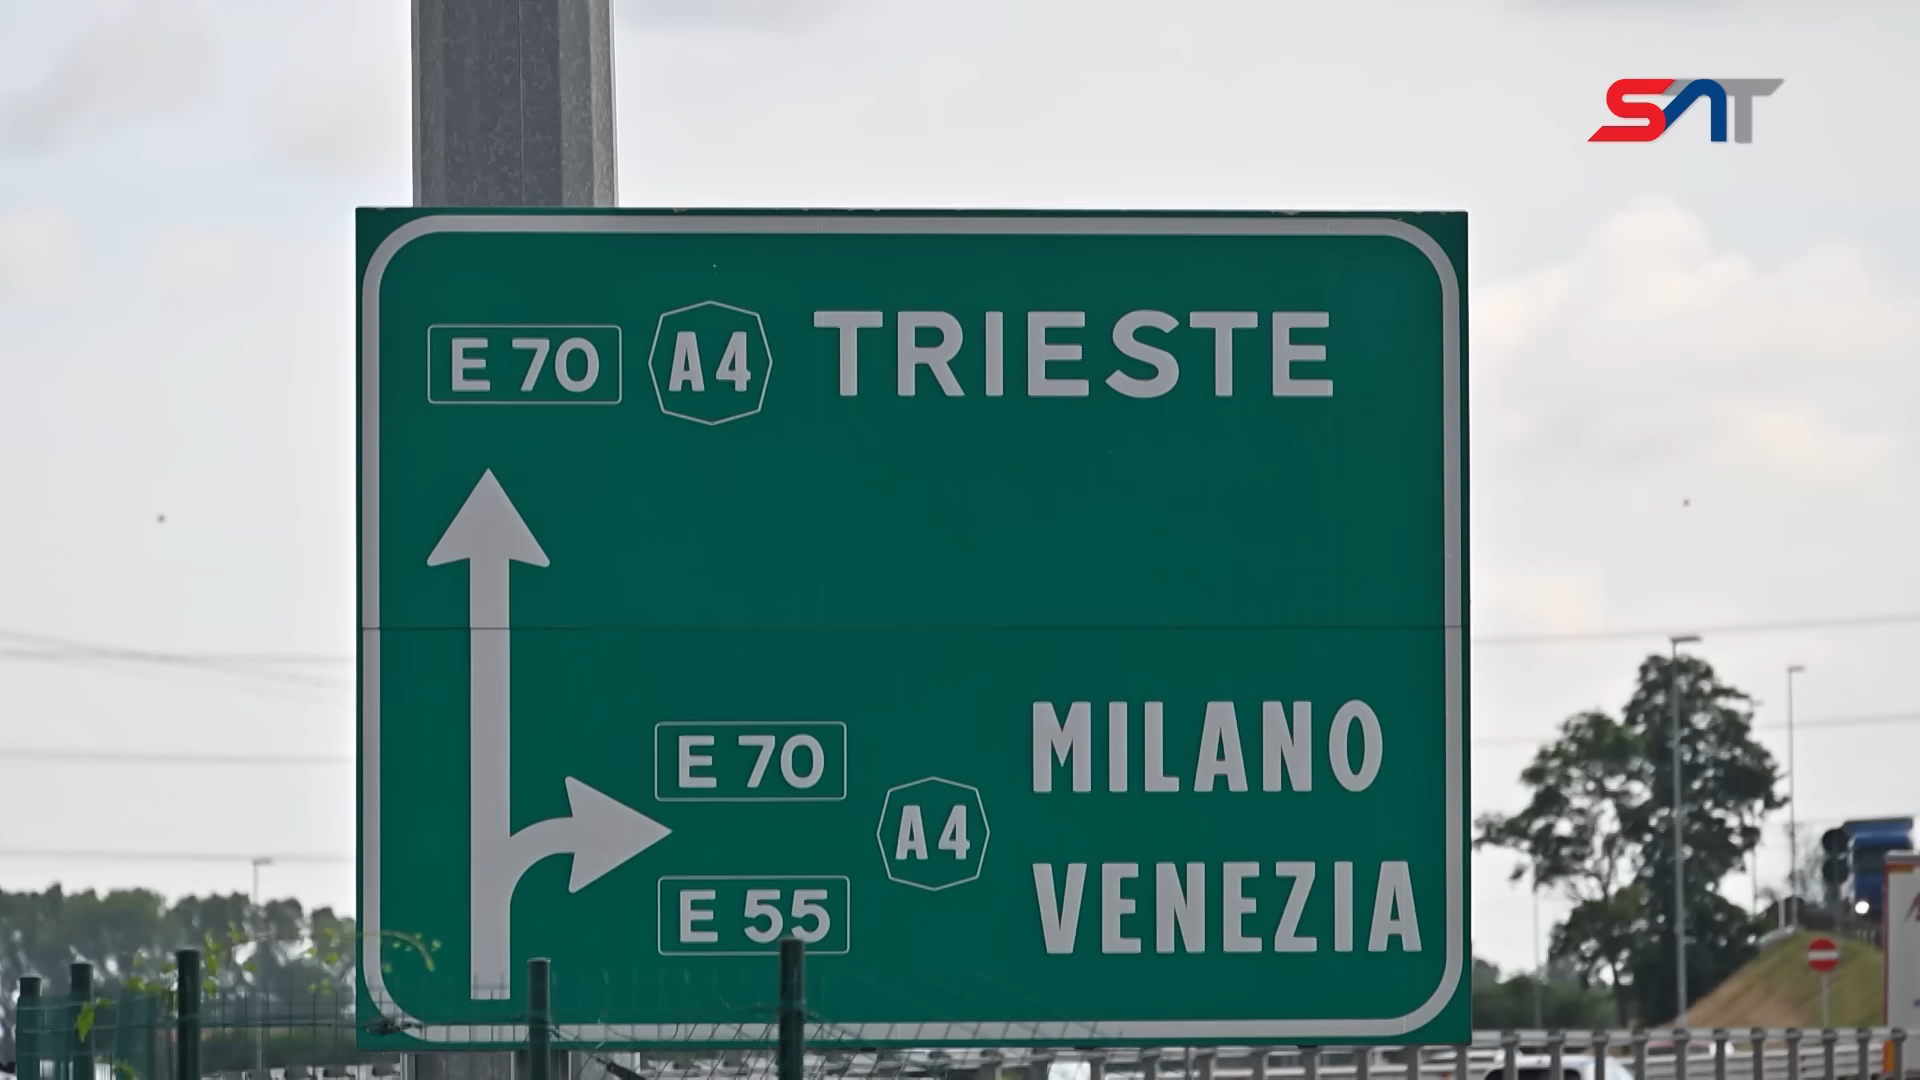 SAT
E 70 A4 TRIESTE
E 70 MILANO
A4
E 55 VENEZIA